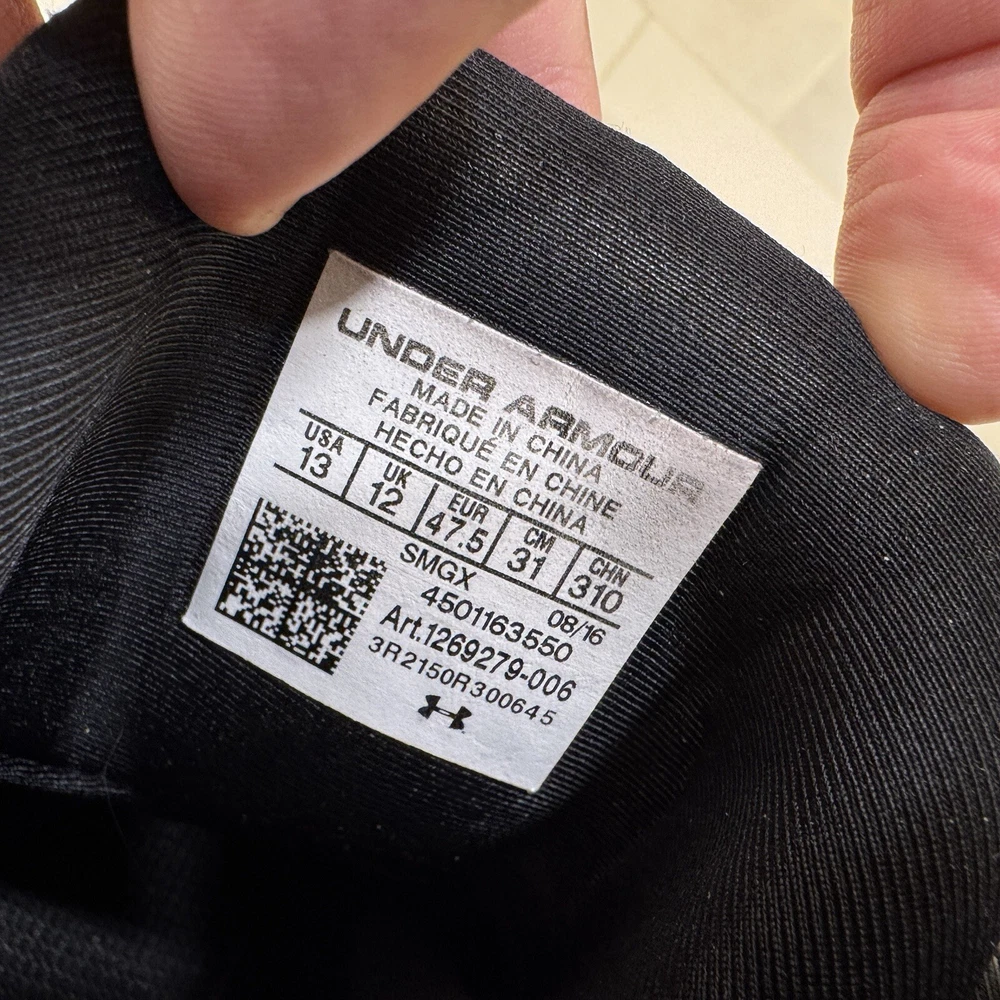 UNDER ARMOUR
MADE IN CHINA
FABRIQUÉ EN CHINE
HECHO EN CHINA
USA UK EUR CM CHN
13 12 47.5 31 310
SMGX 08/16
4501163550
Art.1269279-006
3R2150R300645